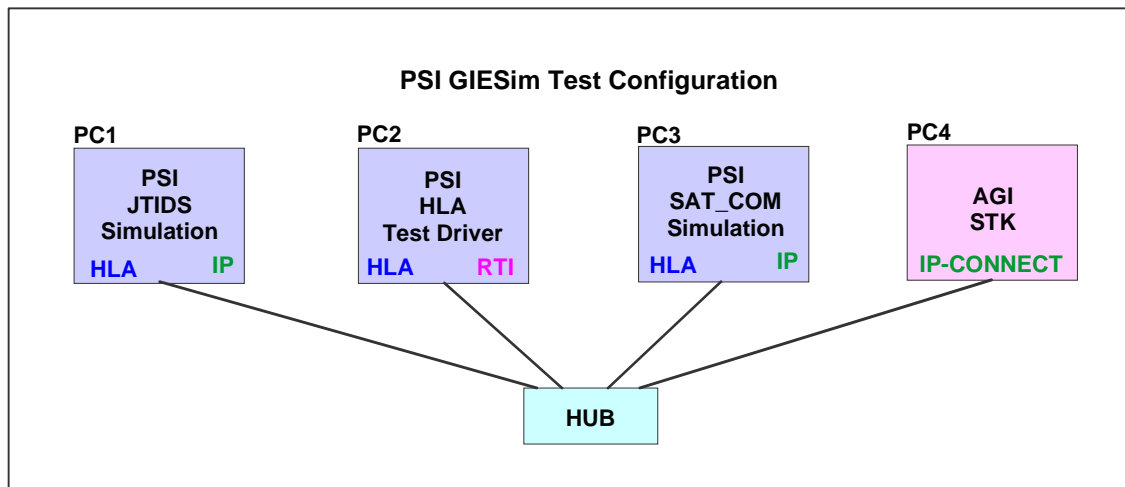 PSI GIESim Test Configuration
PC1
PSI
JTIDS
Simulation
HLA IP
PC2
PSI
HLA
Test Driver
HLA RTI
PC3
PSI
SAT_COM
Simulation
HLA IP
PC4
AGI
STK
IP-CONNECT
HUB